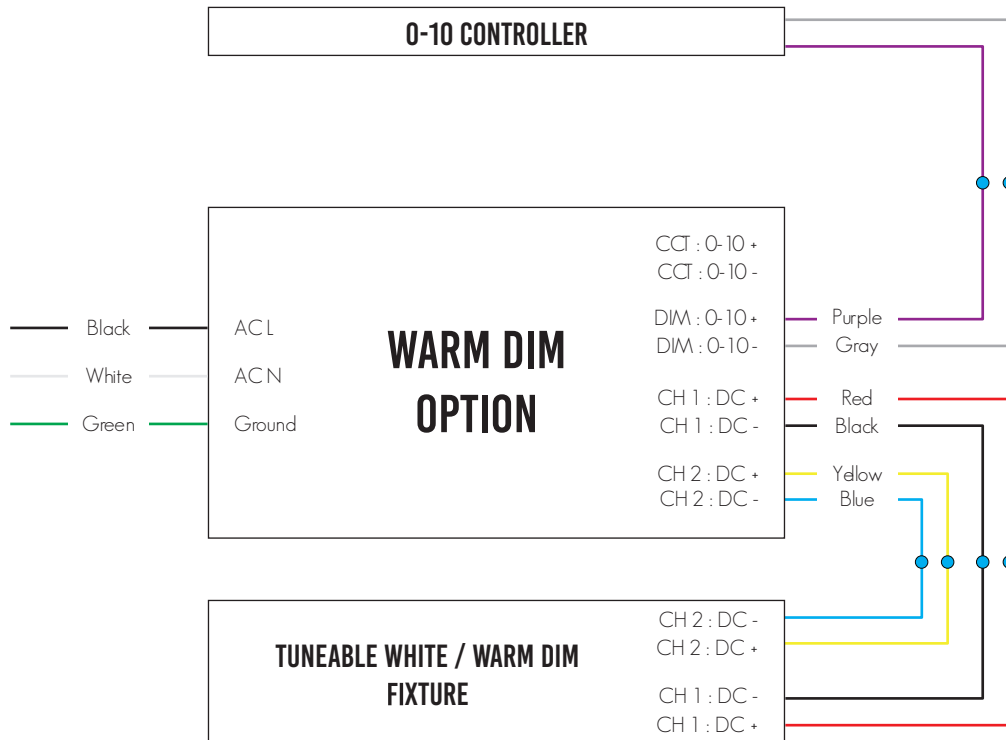 0-10 CONTROLLER
CCT : 0-10 +
CCT : 0-10 -
DIM : 0-10 +
DIM : 0-10 -
Purple
Gray
Black
AC L
White
AC N
Green
Ground
WARM DIM
OPTION
CH 1 : DC +
CH 1 : DC -
Red
Black
CH 2 : DC +
CH 2 : DC -
Yellow
Blue
TUNEABLE WHITE / WARM DIM
FIXTURE
CH 2 : DC -
CH 2 : DC +
CH 1 : DC -
CH 1 : DC +